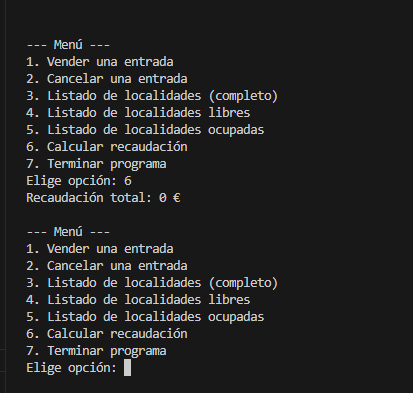 --- Menú ---
1. Vender una entrada
2. Cancelar una entrada
3. Listado de localidades (completo)
4. Listado de localidades libres
5. Listado de localidades ocupadas
6. Calcular recaudación
7. Terminar programa
Elige opción: 6
Recaudación total: 0 €
--- Menú ---
1. Vender una entrada
2. Cancelar una entrada
3. Listado de localidades (completo)
4. Listado de localidades libres
5. Listado de localidades ocupadas
6. Calcular recaudación
7. Terminar programa
Elige opción: